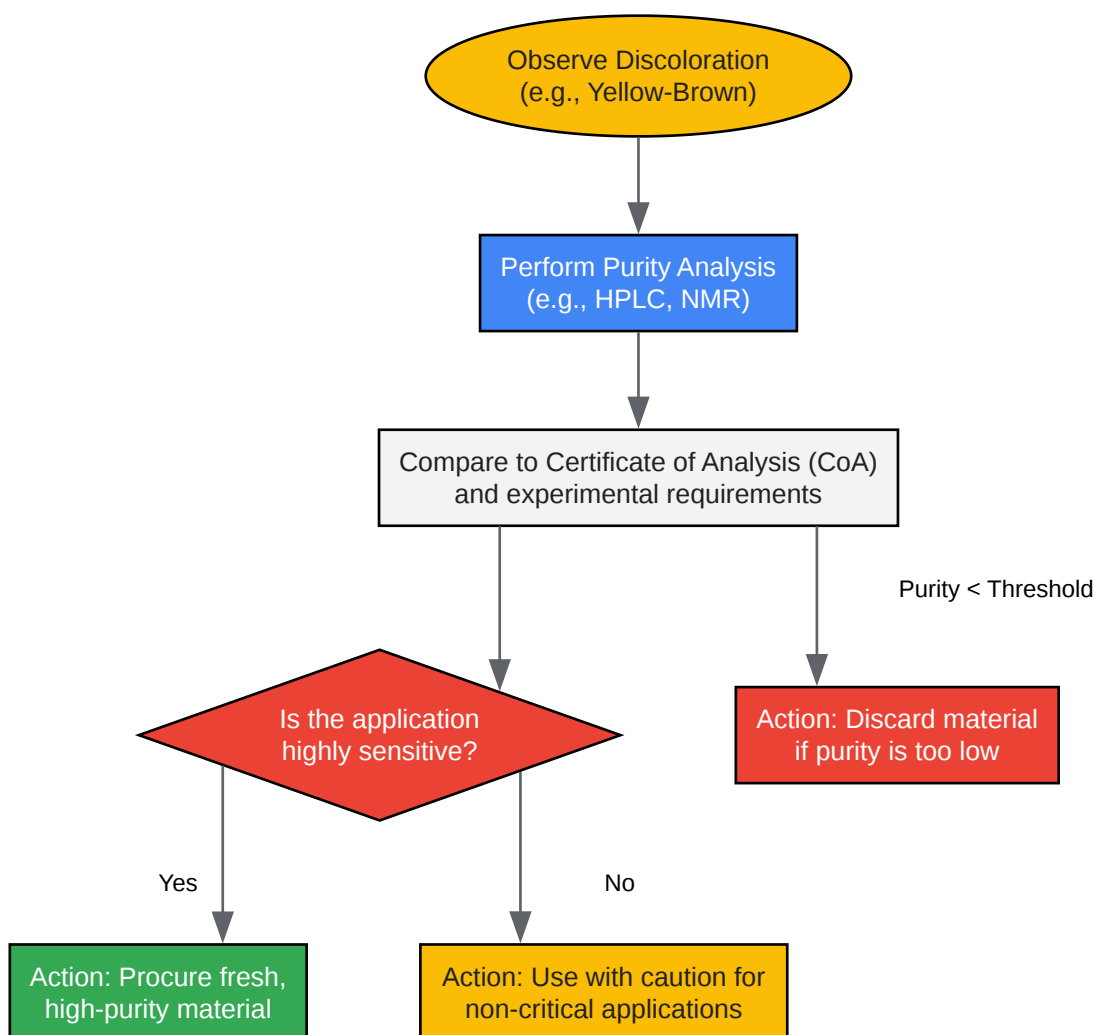 Observe Discoloration
(e.g., Yellow-Brown)
Perform Purity Analysis
(e.g., HPLC, NMR)
Compare to Certificate of Analysis (CoA)
and experimental requirements
Purity < Threshold
Is the application
highly sensitive?
Action: Discard material
if purity is too low
Yes
No
Action: Procure fresh,
high-purity material
Action: Use with caution for
non-critical applications